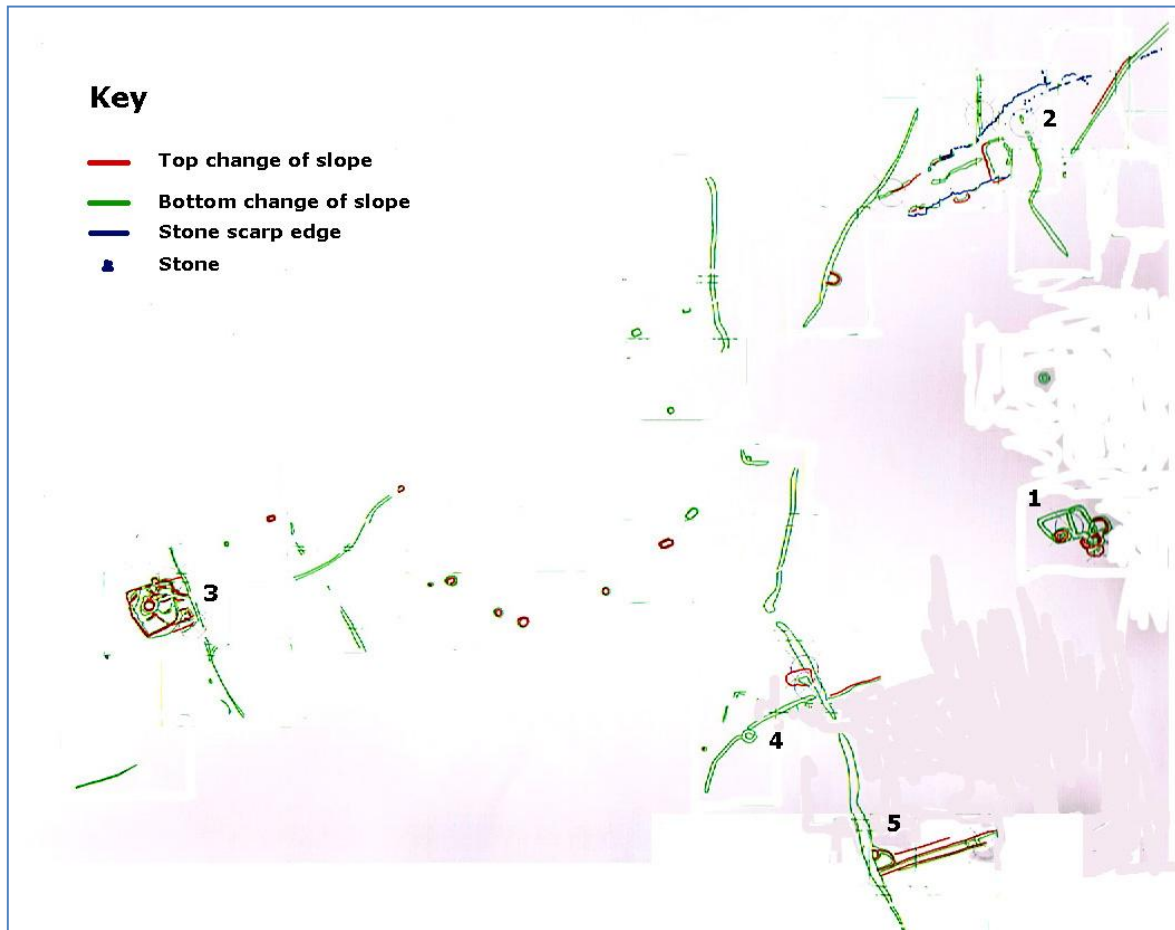 Key
Top change of slope
Bottom change of slope
Stone scarp edge
Stone
2
1
3
4
5